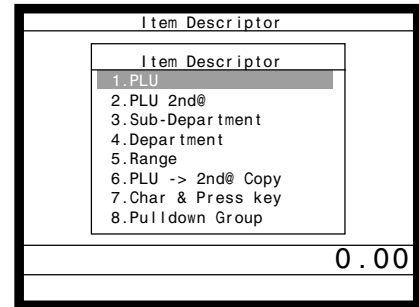 Item Descriptor
Item Descriptor
1.PLU
2.PLU 2nd@
3.Sub-Department
4.Department
5.Range
6.PLU -> 2nd@ Copy
7.Char & Press key
8.Pulldown Group
0.00